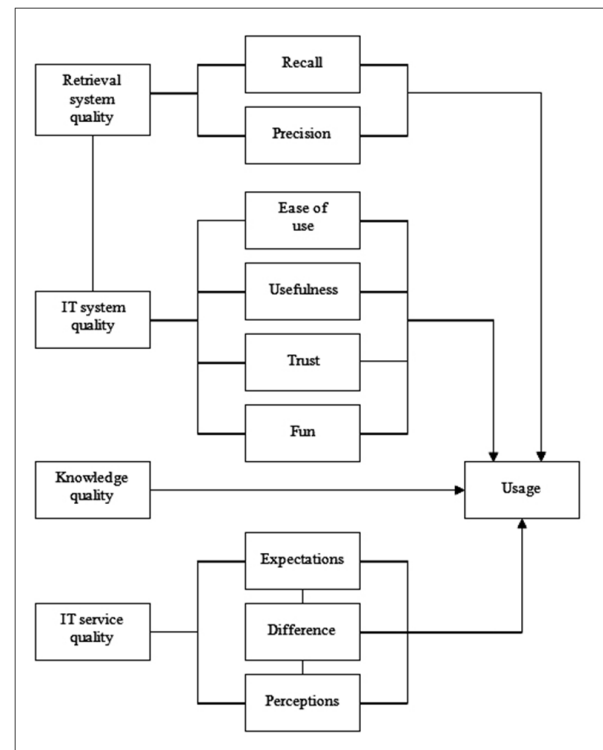 Retrieval
system
quality
Recall
Precision
Ease of
use
Usefulness
IT system
quality
Trust
Fun
Knowledge
quality
Usage
Expectations
IT service
quality
Difference
Perceptions